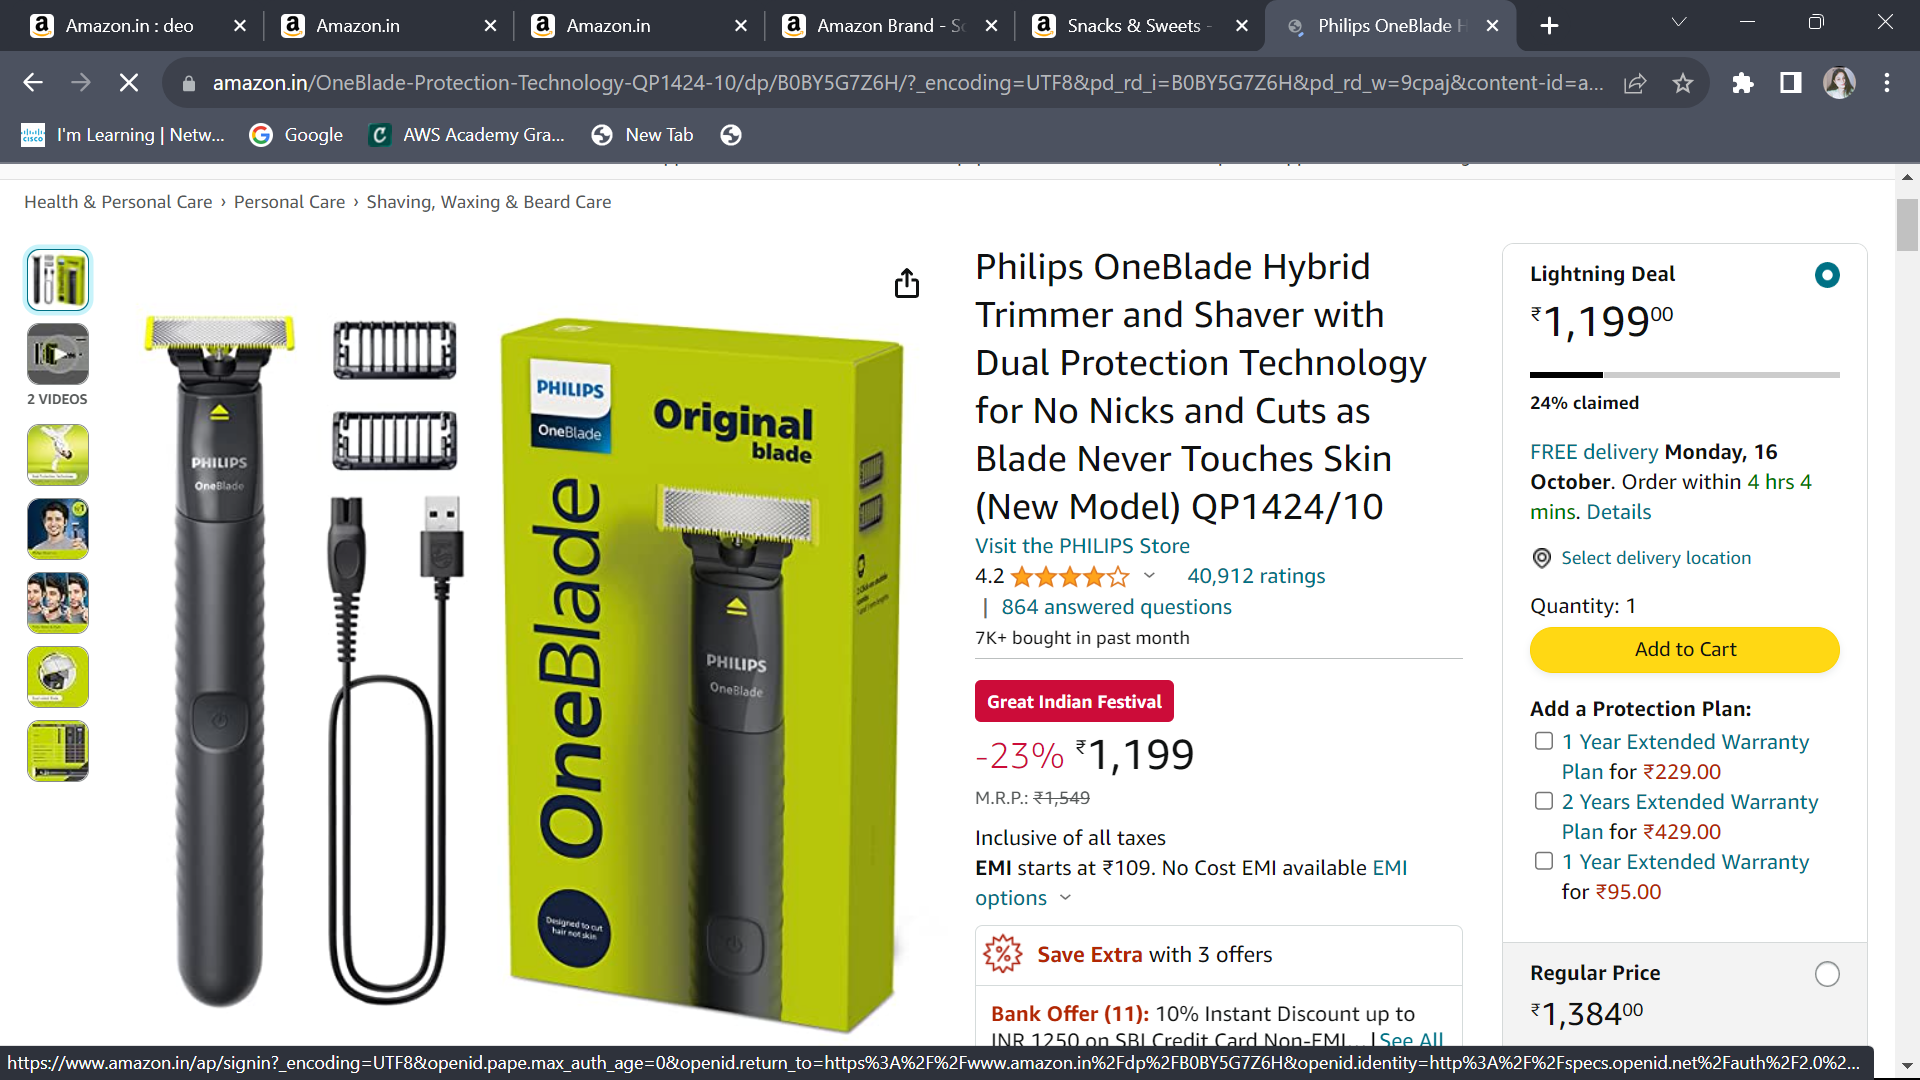 Amazon.in : deo
Amazon.in
Amazon.in
Amazon Brand - So
Snacks & Sweets -
Philips OneBlade H
amazon.in/OneBlade-Protection-Technology-QP1424-10/dp/B0BY5G7Z6H/?_encoding=UTF8&pd_rd_i=B0BY5G7Z6H&pd_rd_w=9cpaj&content-id=a...
I'm Learning | Netw...
Google
AWS Academy Gra...
New Tab
Health & Personal Care › Personal Care › Shaving, Waxing & Beard Care
2 VIDEOS
PHILIPS
OneBlade
PHILIPS
OneBlade
Original
blade
OneBlade
PHILIPS
OneBlade
Designed to cut
hair not skin
Philips OneBlade Hybrid
Trimmer and Shaver with
Dual Protection Technology
for No Nicks and Cuts as
Blade Never Touches Skin
(New Model) QP1424/10
Visit the PHILIPS Store
4.2
40,912 ratings
| 864 answered questions
7K+ bought in past month
Great Indian Festival
-23% ₹1,199
M.R.P.: ₹1,549
Inclusive of all taxes
EMI starts at ₹109. No Cost EMI available EMI
options
Save Extra with 3 offers
Bank Offer (11): 10% Instant Discount up to
INR 1250 on SBI Credit Card Non-EMI... | See All
Lightning Deal
₹1,19900
24% claimed
FREE delivery Monday, 16
October. Order within 4 hrs 4
mins. Details
Select delivery location
Quantity: 1
Add to Cart
Add a Protection Plan:
1 Year Extended Warranty
Plan for ₹229.00
2 Years Extended Warranty
Plan for ₹429.00
1 Year Extended Warranty
for ₹95.00
Regular Price
₹1,38400
https://www.amazon.in/ap/signin?_encoding=UTF8&openid.pape.max_auth_age=0&openid.return_to=https%3A%2F%2Fwww.amazon.in%2Fdp%2FB0BY5G7Z6H&openid.identity=http%3A%2F%2Fspecs.openid.net%2Fauth%2F2.0%2...